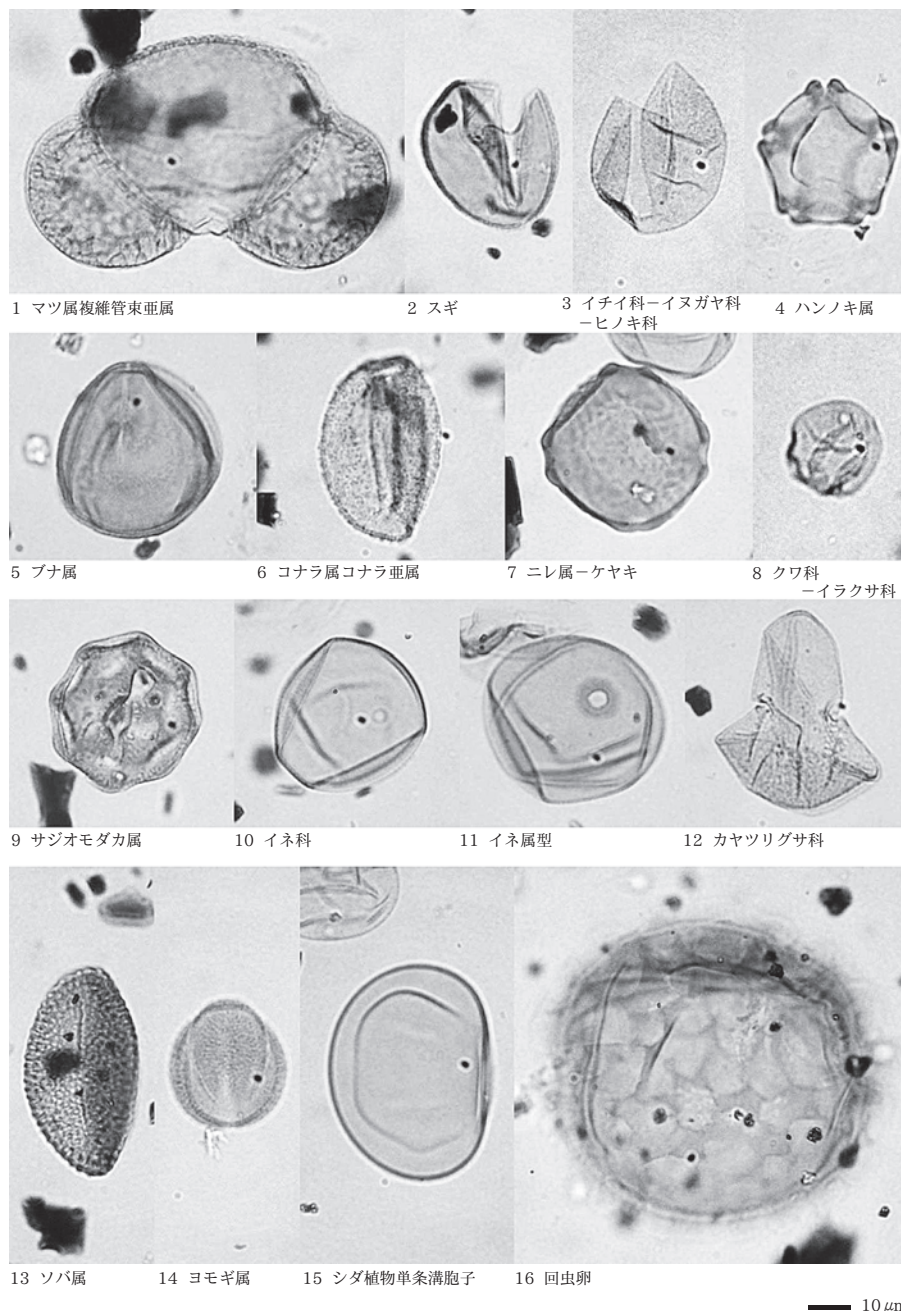 1 マツ属複維管束亜属
2 スギ
3 イチイ科−イヌガヤ科
−ヒノキ科
4 ハンノキ属
5 ブナ属
6 コナラ属コナラ亜属
7 ニレ属−ケヤキ
8 クワ科
−イラクサ科
9 サジオモダカ属
10 イネ科
11 イネ属型
12 カヤツリグサ科
13 ソバ属
14 ヨモギ属
15 シダ植物単条溝胞子
16 回虫卵
10㎛